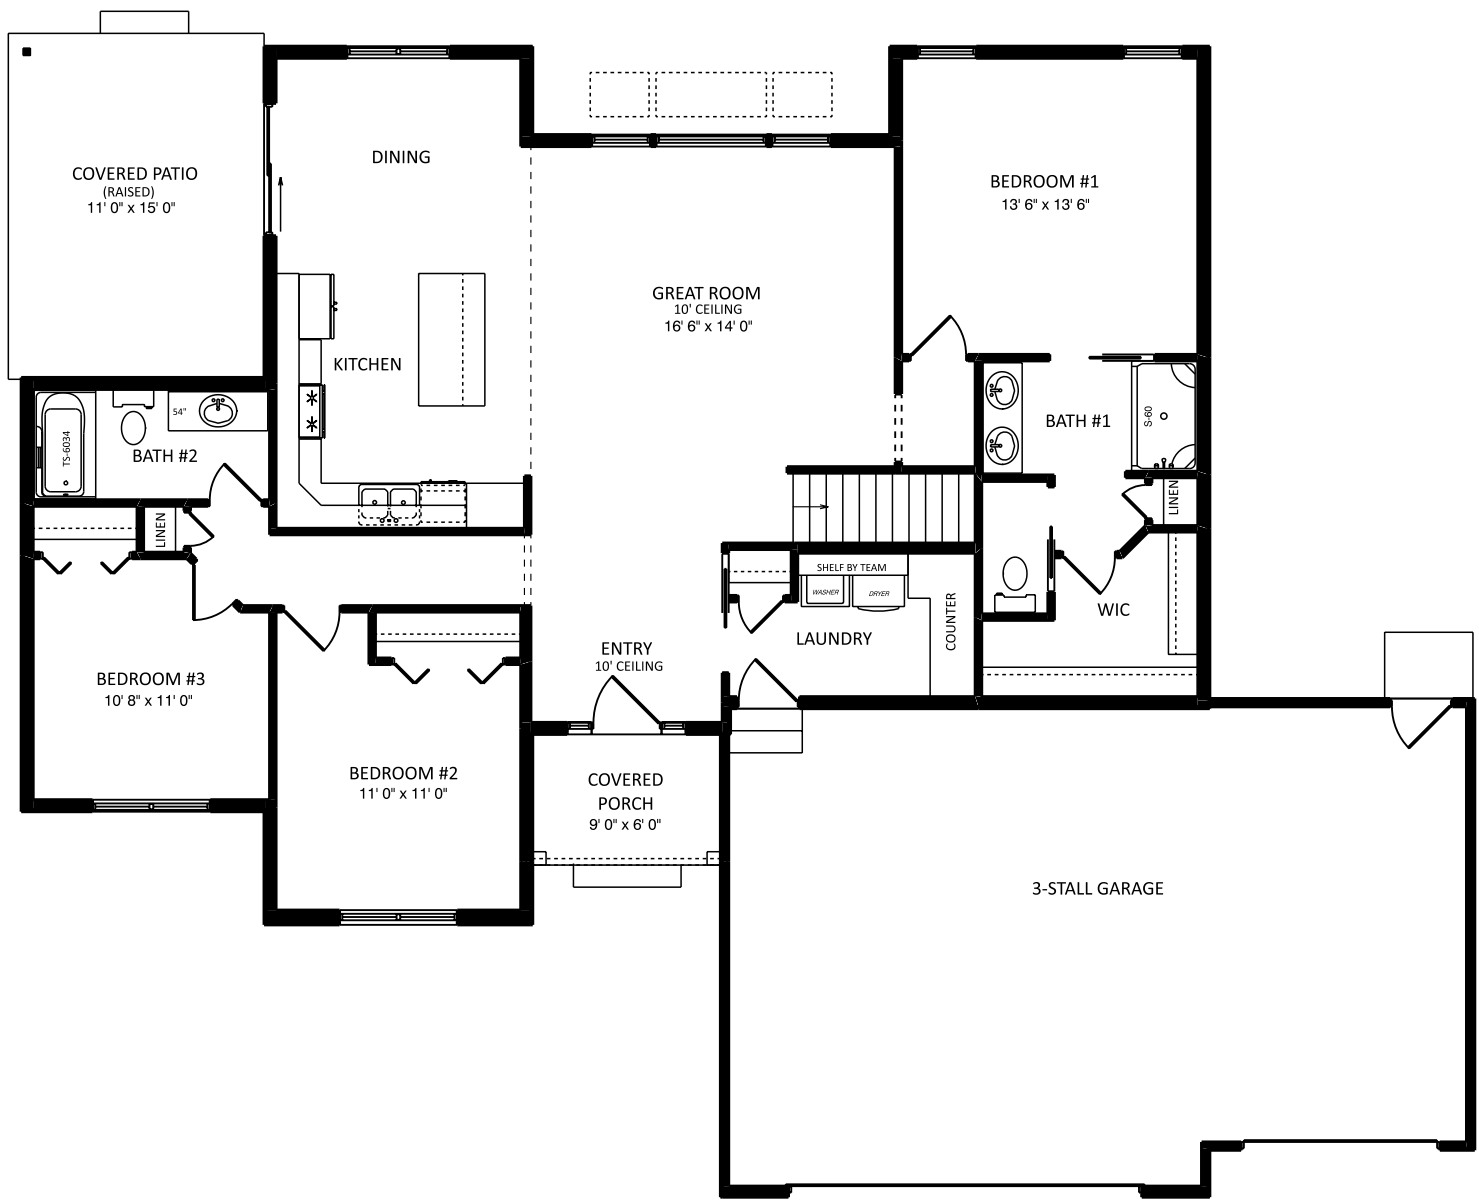 COVERED PATIO
(RAISED)
11' 0" x 15' 0"
DINING
BEDROOM #1
13' 6" x 13' 6"
GREAT ROOM
10' CEILING
16' 6" x 14' 0"
KITCHEN
54"
TS-6034
BATH #2
BATH #1
S-60
LINEN
LINEN
SHELF BY TEAM
WASHER
DRYER
COUNTER
LAUNDRY
WIC
ENTRY
10' CEILING
BEDROOM #3
10' 8" x 11' 0"
BEDROOM #2
11' 0" x 11' 0"
COVERED
PORCH
9' 0" x 6' 0"
3-STALL GARAGE